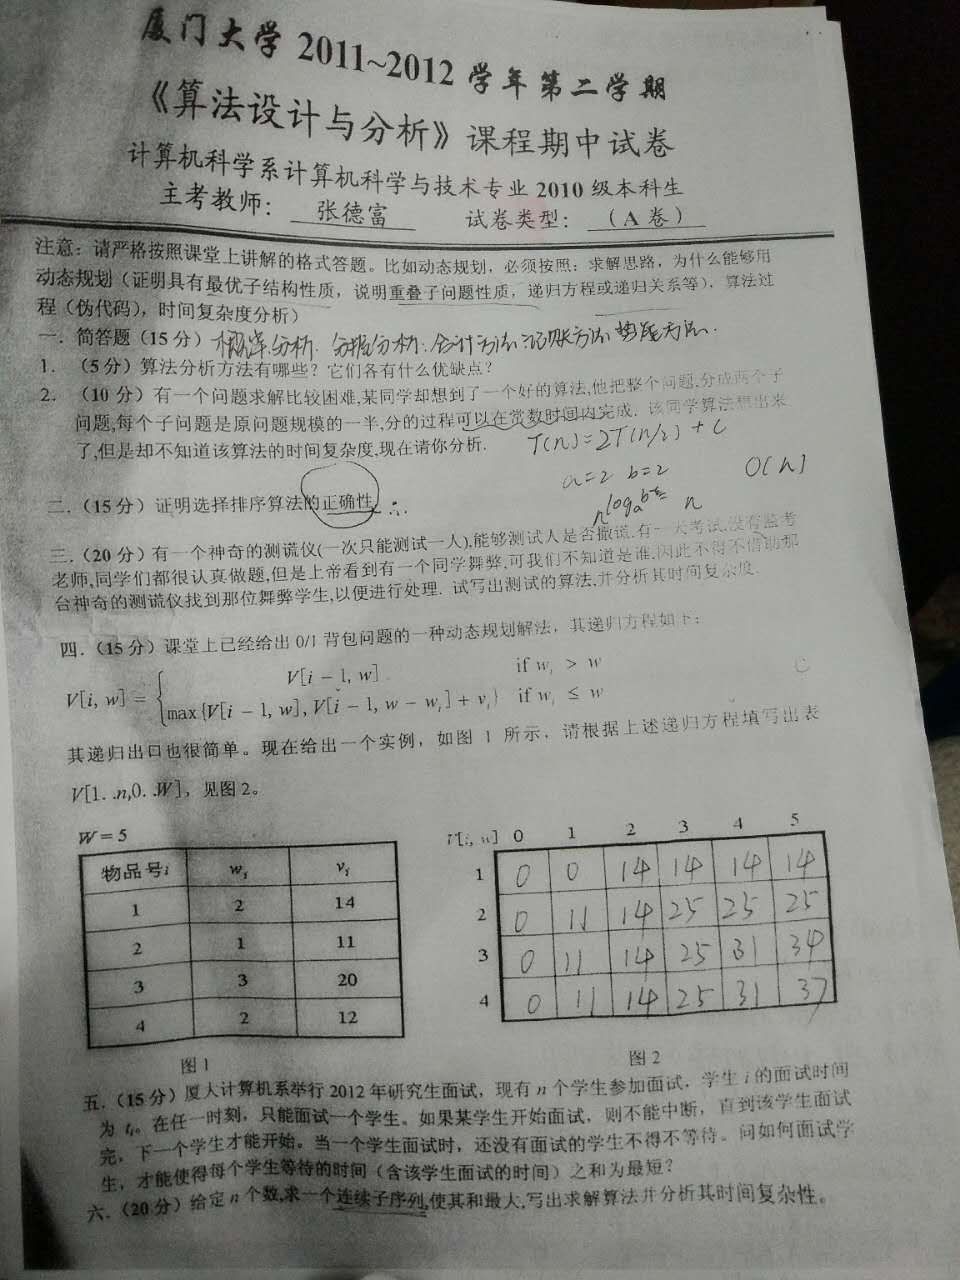 厦门大学 2011~2012 学年第二学期
《算法设计与分析》课程期中试卷
计算机科学系计算机科学与技术专业 2010 级本科生
主考教师： 张德富 试卷类型：（A 卷）
注意：请严格按照课堂上讲解的格式答题。比如动态规划，必须按照：求解思路，为什么能够用
动态规划（证明具有最优子结构性质，说明重叠子问题性质，递归方程或递归关系等），算法过
程（伪代码），时间复杂度分析）
一．简答题（15 分） 概率分析. 分摊分析. 合计方法 记账方法 势能方法.
1. （5 分）算法分析方法有哪些？它们各有什么优缺点？
2. （10 分）有一个问题求解比较困难,某同学却想到了一个好的算法,他把整个问题,分成两个子
问题,每个子问题是原问题规模的一半,分的过程可以在常数时间内完成. 该同学算法想出来
了,但是却不知道该算法的时间复杂度,现在请你分析.
T(n)=2T(n/2)+C
a=2 b=2 O(n)
n^log_a b = n
二．（15 分）证明选择排序算法的正确性.
三．（20 分）有一个神奇的测谎仪(一次只能测试一人),能够测试人是否撒谎.有一天考试,没有监考
老师,同学们都很认真做题,但是上帝看到有一个同学舞弊,可我们不知道是谁,因此不得不借助那
台神奇的测谎仪找到那位舞弊学生,以便进行处理. 试写出测试的算法,并分析其时间复杂度.
四．（15 分）课堂上已经给出 0/1 背包问题的一种动态规划解法，其递归方程如下：
V[i - 1, w] if wᵢ > w
V[i, w] = {
max{V[i - 1, w], V[i - 1, w - wᵢ] + vᵢ} if wᵢ ≤ w
其递归出口也很简单。现在给出一个实例，如图 1 所示，请根据上述递归方程填写出表
V[1..n,0..W]，见图 2。
W = 5
物品号i wᵢ vᵢ
1 2 14
2 1 11
3 3 20
4 2 12
图 1
V[i, w] 0 1 2 3 4 5
1 0 0 14 14 14 14
2 0 11 14 25 25 25
3 0 11 14 25 31 34
4 0 11 14 25 31 37
图 2
五．（15 分）厦大计算机系举行 2012 年研究生面试，现有 n 个学生参加面试，学生 i 的面试时间
为 tᵢ。在任一时刻，只能面试一个学生。如果某学生开始面试，则不能中断，直到该学生面试
完，下一个学生才能开始。当一个学生面试时，还没有面试的学生不得不等待。问如何面试学
生，才能使得每个学生等待的时间（含该学生面试的时间）之和为最短？
六．（20 分）给定 n 个数,求一个连续子序列,使其和最大,写出求解算法并分析其时间复杂性。